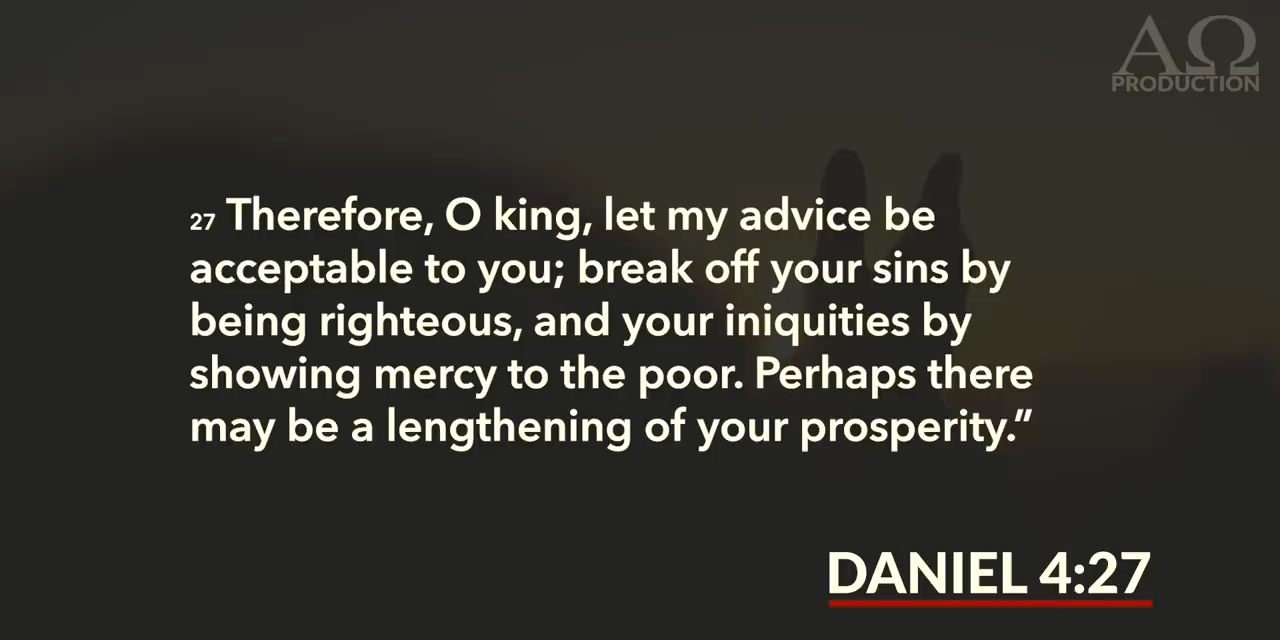 ΑΩ
PRODUCTION
27 Therefore, O king, let my advice be
acceptable to you; break off your sins by
being righteous, and your iniquities by
showing mercy to the poor. Perhaps there
may be a lengthening of your prosperity.”
DANIEL 4:27